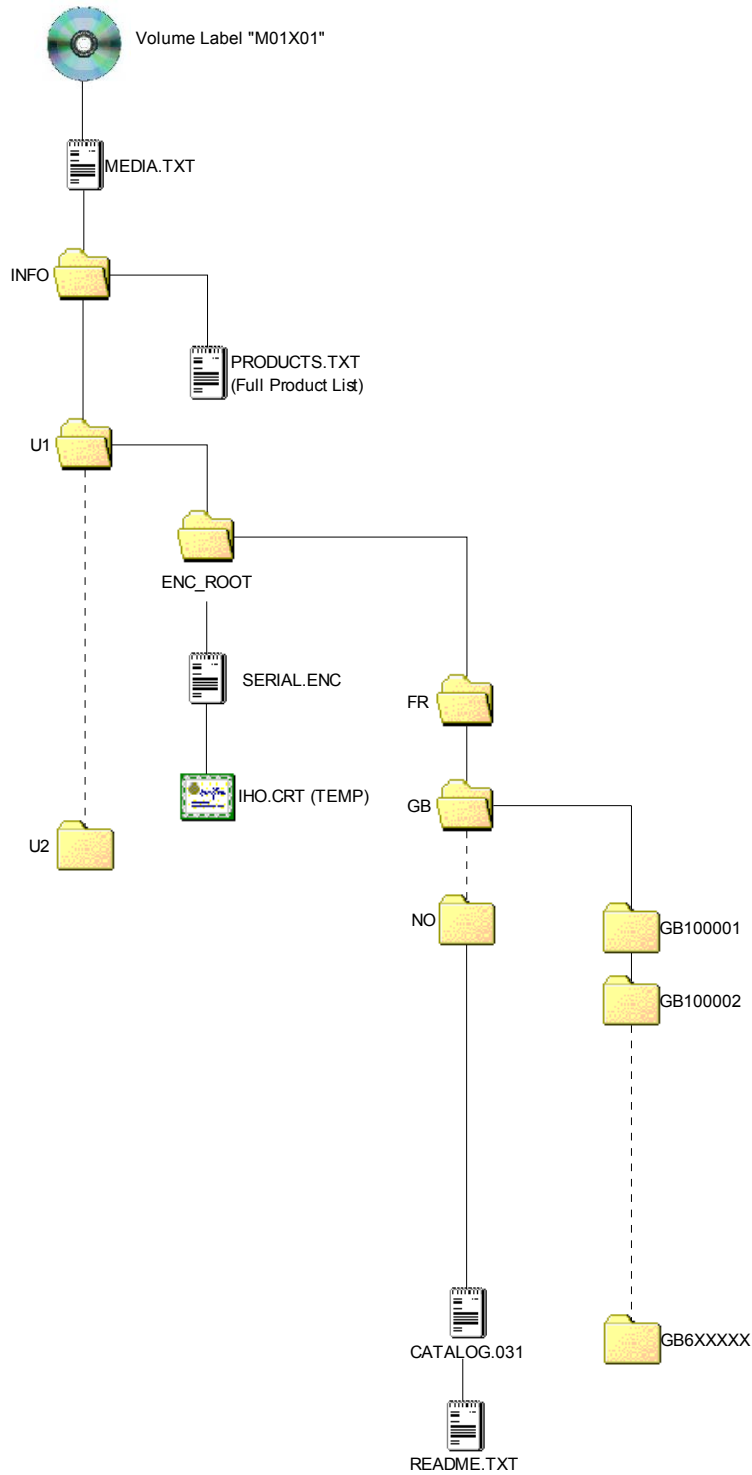 Volume Label "M01X01"
MEDIA.TXT
INFO
PRODUCTS.TXT
(Full Product List)
U1
ENC_ROOT
SERIAL.ENC
FR
IHO.CRT (TEMP)
GB
U2
NO
GB100001
GB100002
CATALOG.031
GB6XXXXX
README.TXT